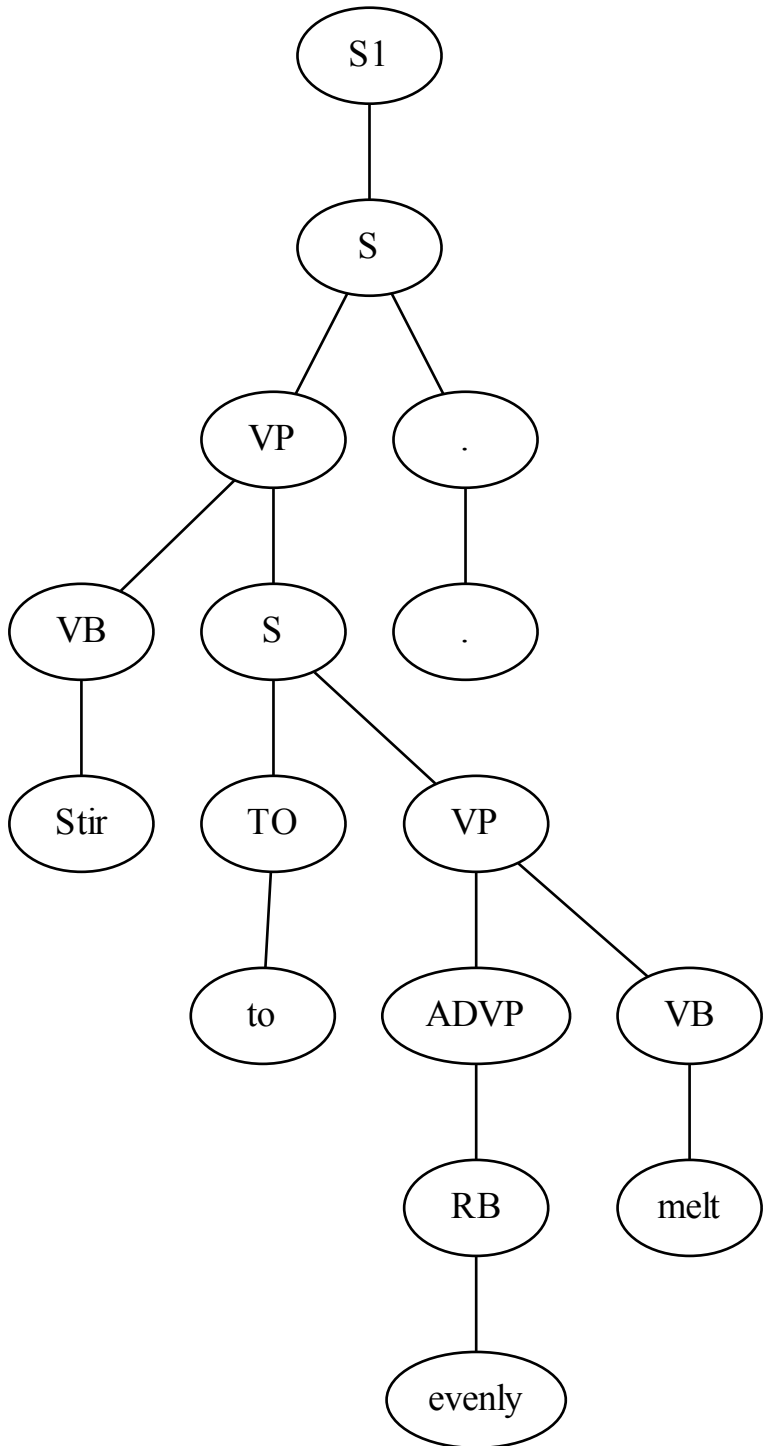 S1
S
VP .
VB S .
Stir TO VP
to ADVP VB
RB melt
evenly